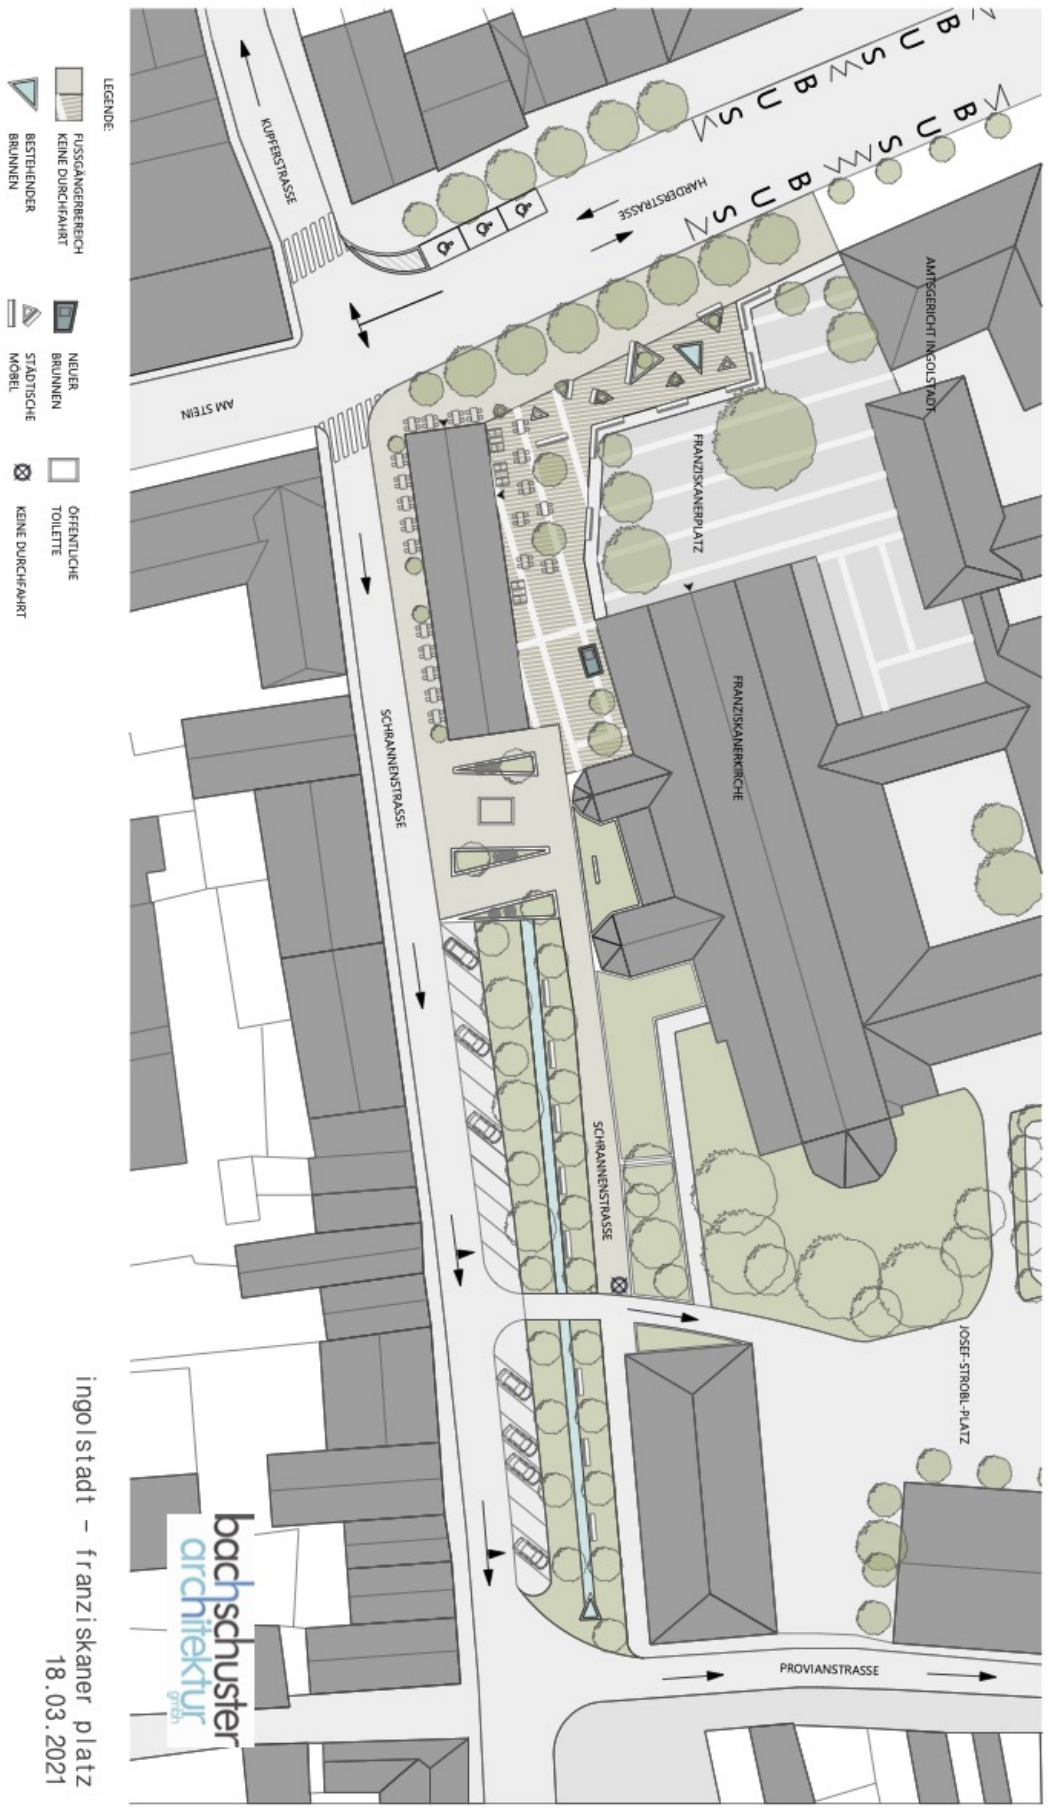 LEGENDE:
FUSSGÄNGERBEREICH
KEINE DURCHFAHRT
BESTEHENDER
BRUNNEN
NEUER
BRUNNEN
STÄDTISCHE
MÖBEL
ÖFFENTLICHE
TOILETTE
KEINE DURCHFAHRT
KUPFERSTRASSE
HARDERSTRASSE
BUS
BUS
BUS
BUS
AM STEIN
AMTSGERICHT INGOLSTADT
FRANZISKANERPLATZ
FRANZISKANERKIRCHE
SCHRANNENSTRASSE
SCHRANNENSTRASSE
JOSEF-STROBL-PLATZ
PROVIANSTRASSE
bachschuster
architektur
gmbh
ingolstadt - franziskaner platz
18.03.2021